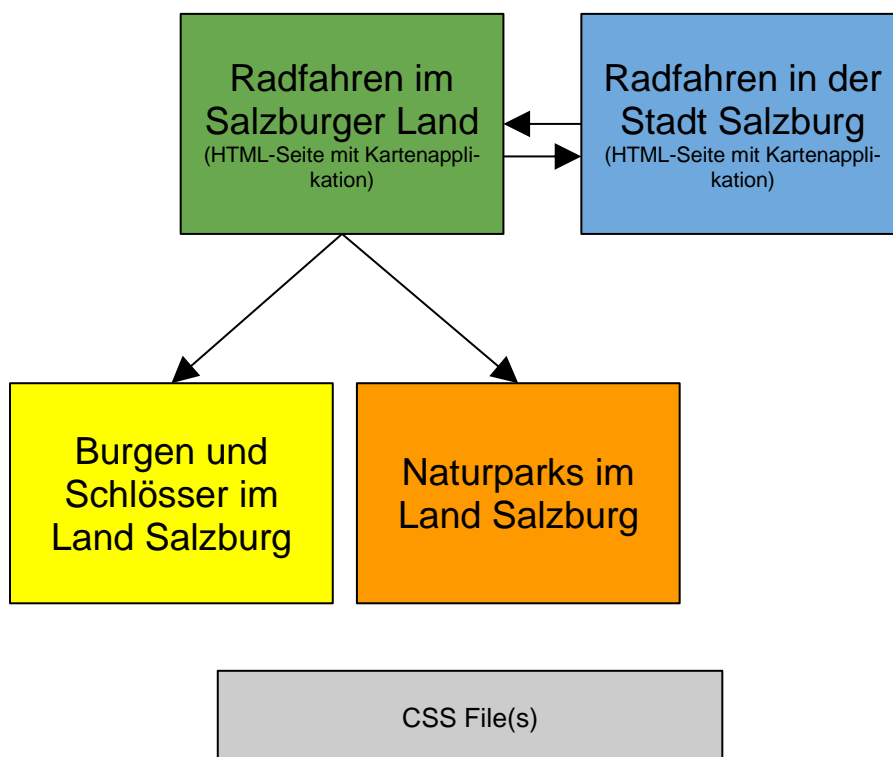 Radfahren im
Salzburger Land
(HTML-Seite mit Kartenappli-
kation)
Radfahren in der
Stadt Salzburg
(HTML-Seite mit Kartenappli-
kation)
Burgen und
Schlösser im
Land Salzburg
Naturparks im
Land Salzburg
CSS File(s)